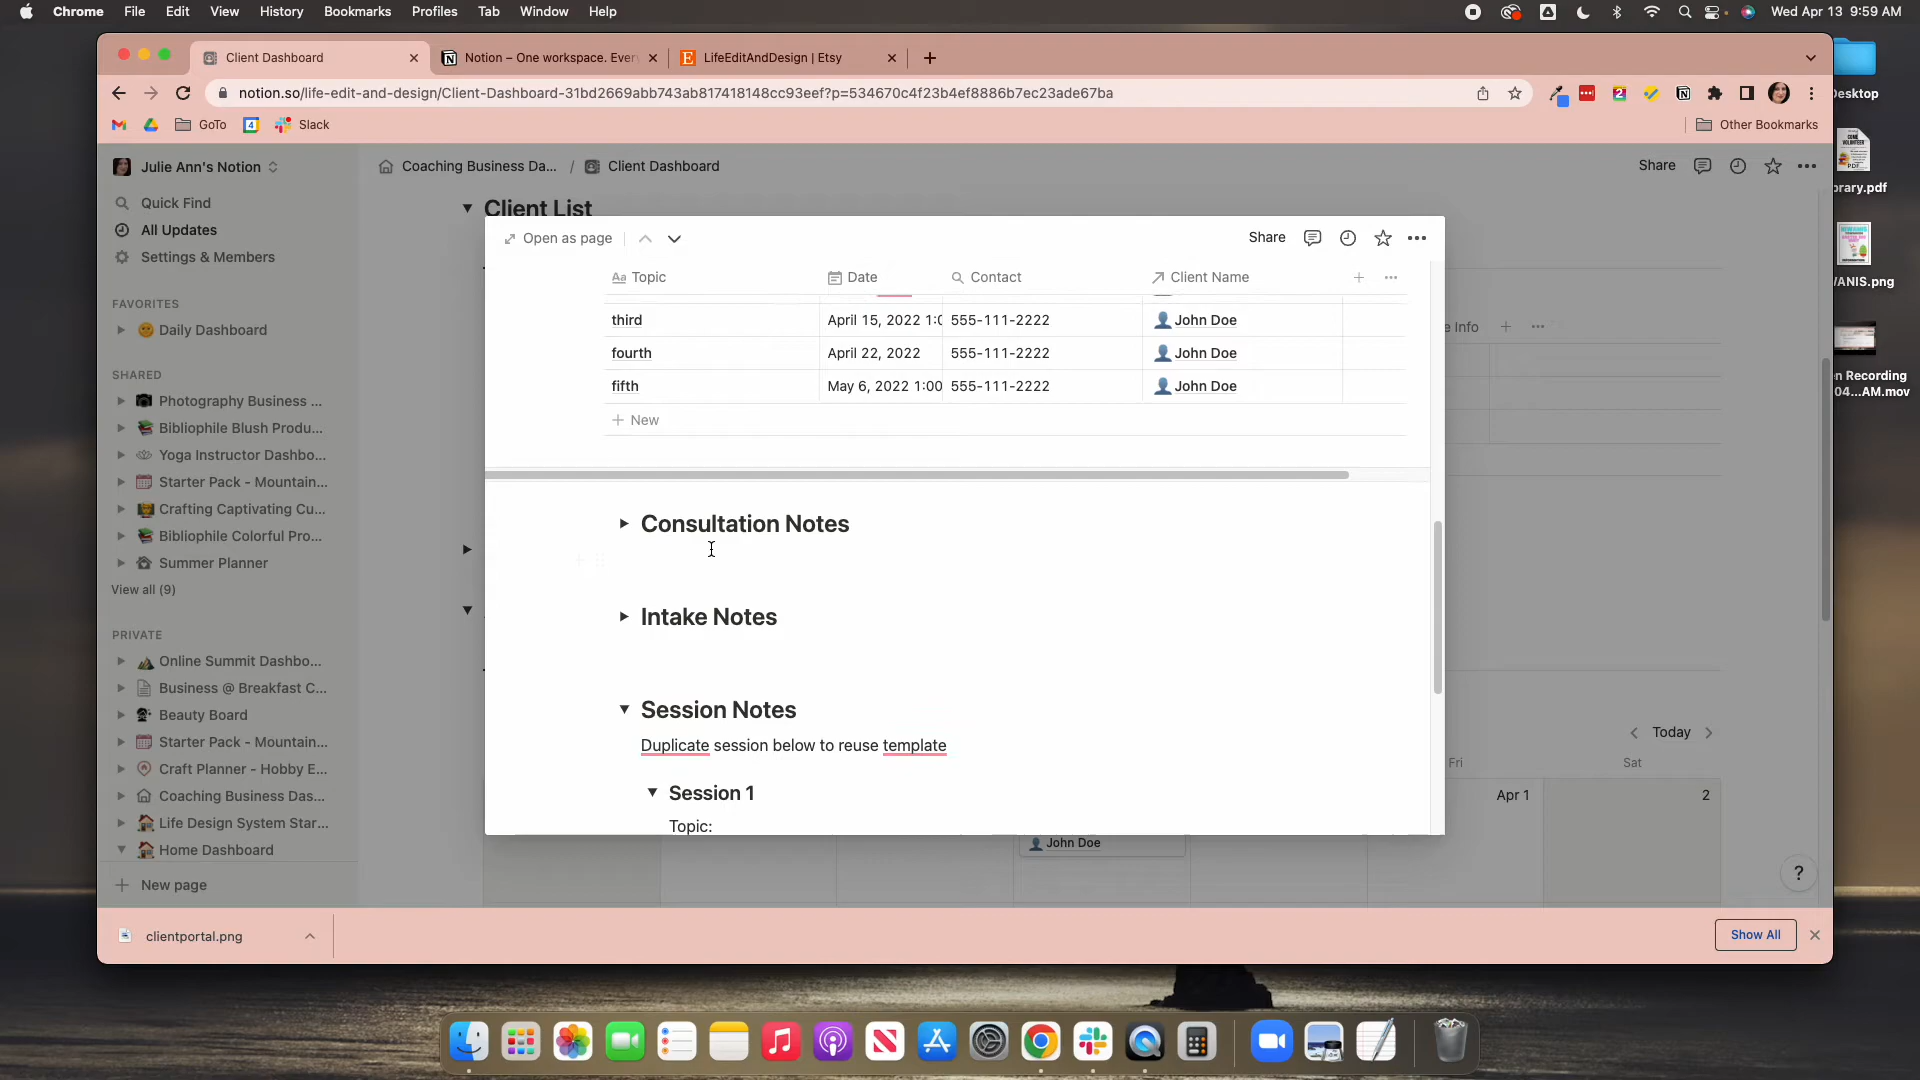 Chrome File Edit View History Bookmarks Profiles Tab Window Help Wed Apr 13 9:59 AM
Client Dashboard Notion – One workspace. Ever LifeEditAndDesign | Etsy
notion.so/life-edit-and-design/Client-Dashboard-31bd2669abb743ab817418148cc93eef?p=534670c4f23b4ef8886b7ec23ade67ba
GoTo Slack Other Bookmarks
Desktop
brary.pdf
VANIS.png
en Recording
04...AM.mov
Julie Ann's Notion
Quick Find
All Updates
Settings & Members
FAVORITES
Daily Dashboard
SHARED
Photography Business ...
Bibliophile Blush Produ...
Yoga Instructor Dashbo...
Starter Pack - Mountain...
Crafting Captivating Cu...
Bibliophile Colorful Pro...
Summer Planner
View all (9)
PRIVATE
Online Summit Dashbo...
Business @ Breakfast C...
Beauty Board
Starter Pack - Mountain...
Craft Planner - Hobby E...
Coaching Business Das...
Life Design System Star...
Home Dashboard
New page
Coaching Business Da... / Client Dashboard
Share
Client List
Open as page
Share
Topic Date Contact Client Name
third April 15, 2022 1:0 555-111-2222 John Doe
fourth April 22, 2022 555-111-2222 John Doe
fifth May 6, 2022 1:00 555-111-2222 John Doe
New
Consultation Notes
Intake Notes
Session Notes
Duplicate session below to reuse template
Session 1
Topic:
e Info
Today
Fri Sat
Apr 1 2
John Doe
?
clientportal.png
Show All